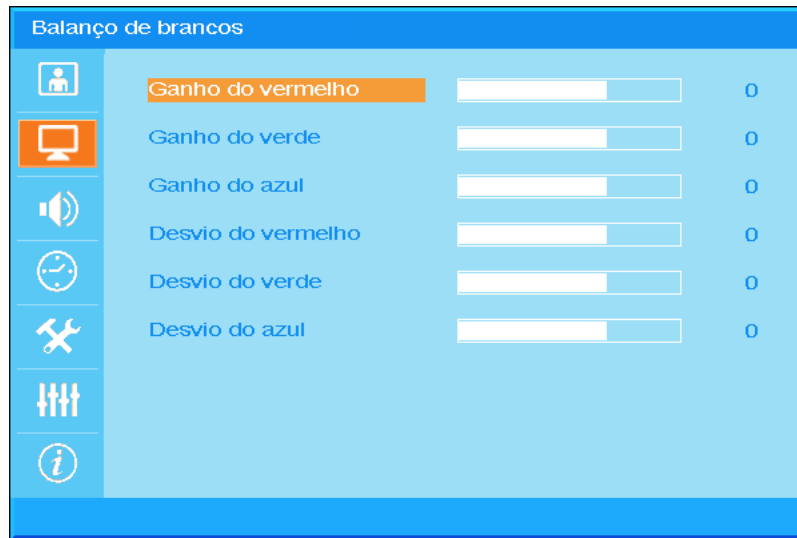 Balanço de brancos
Ganho do vermelho 0
Ganho do verde 0
Ganho do azul 0
Desvio do vermelho 0
Desvio do verde 0
Desvio do azul 0